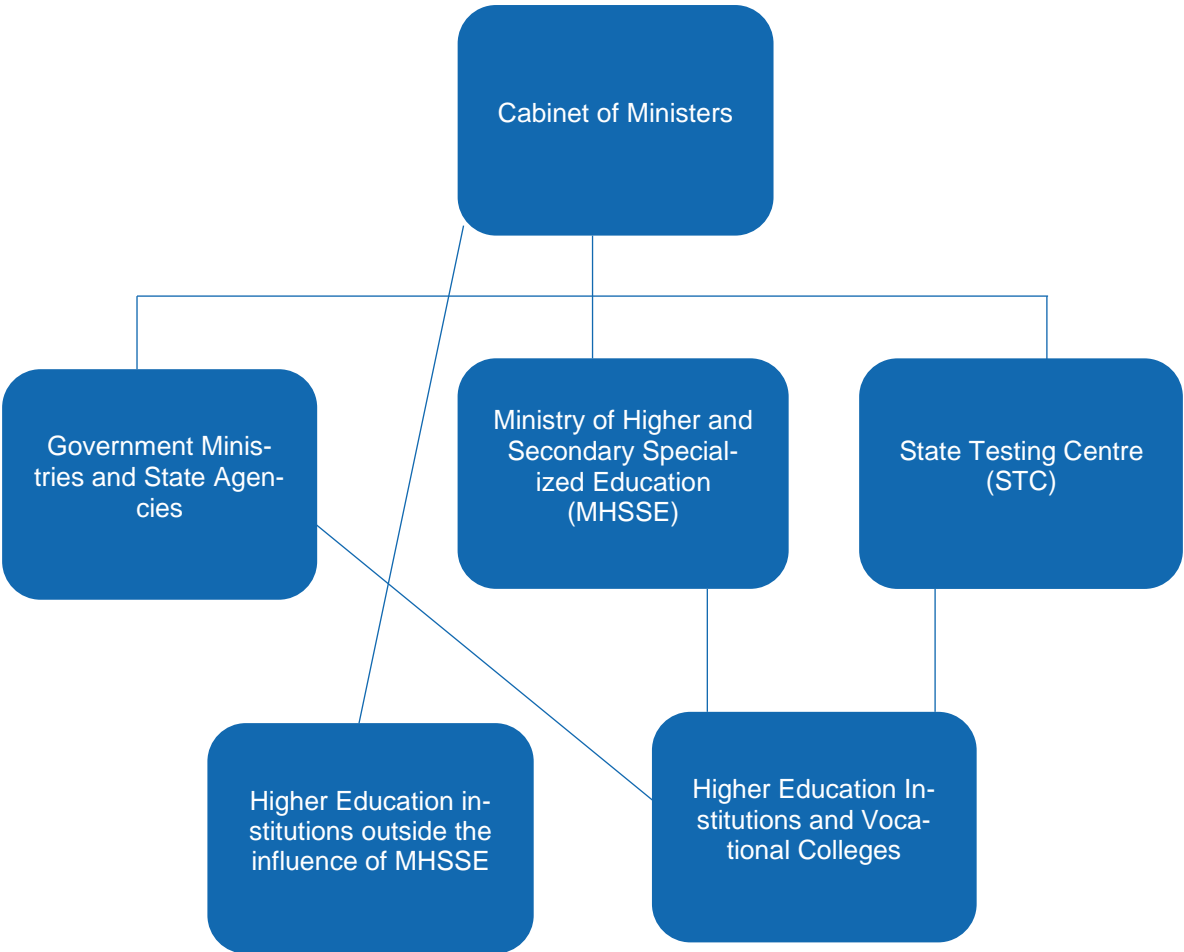 Cabinet of Ministers
Government Minis-
tries and State Agen-
cies
Ministry of Higher and
Secondary Special-
ized Education
(MHSSE)
State Testing Centre
(STC)
Higher Education in-
stitutions outside the
influence of MHSSE
Higher Education In-
stitutions and Voca-
tional Colleges